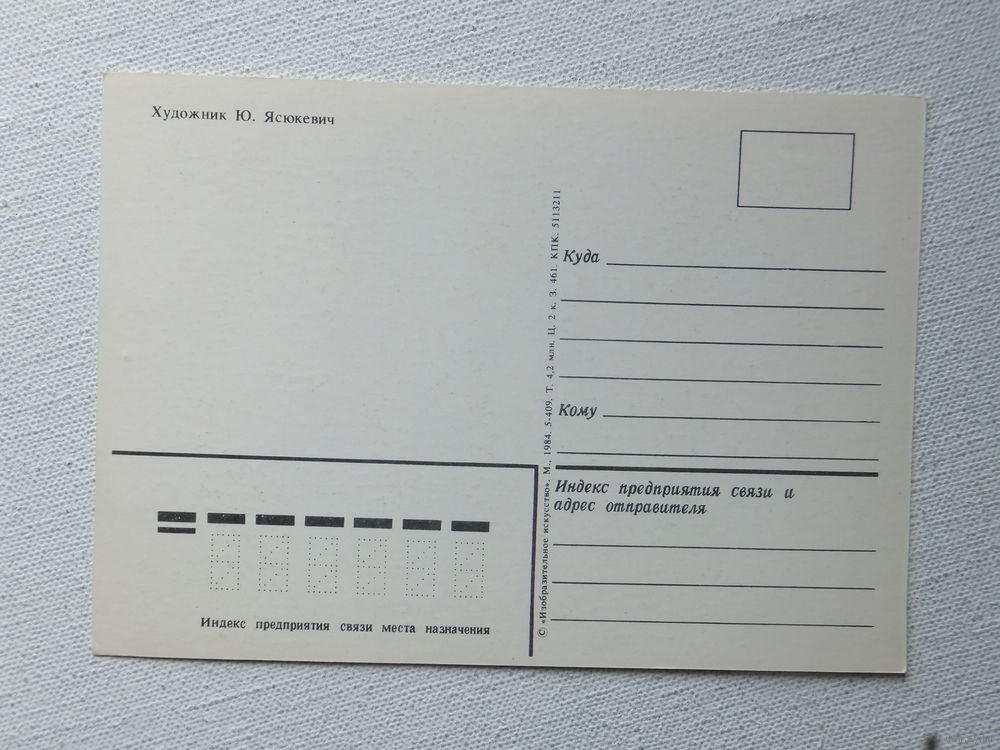 Художник Ю. Ясюкевич
© «Изобразительное искусство». М., 1984. 5-409. Т. 4,2 млн. Ц. 2 к. З. 461. КПК. 5113211
Куда
Кому
Индекс предприятия связи и
адрес отправителя
Индекс предприятия связи места назначения